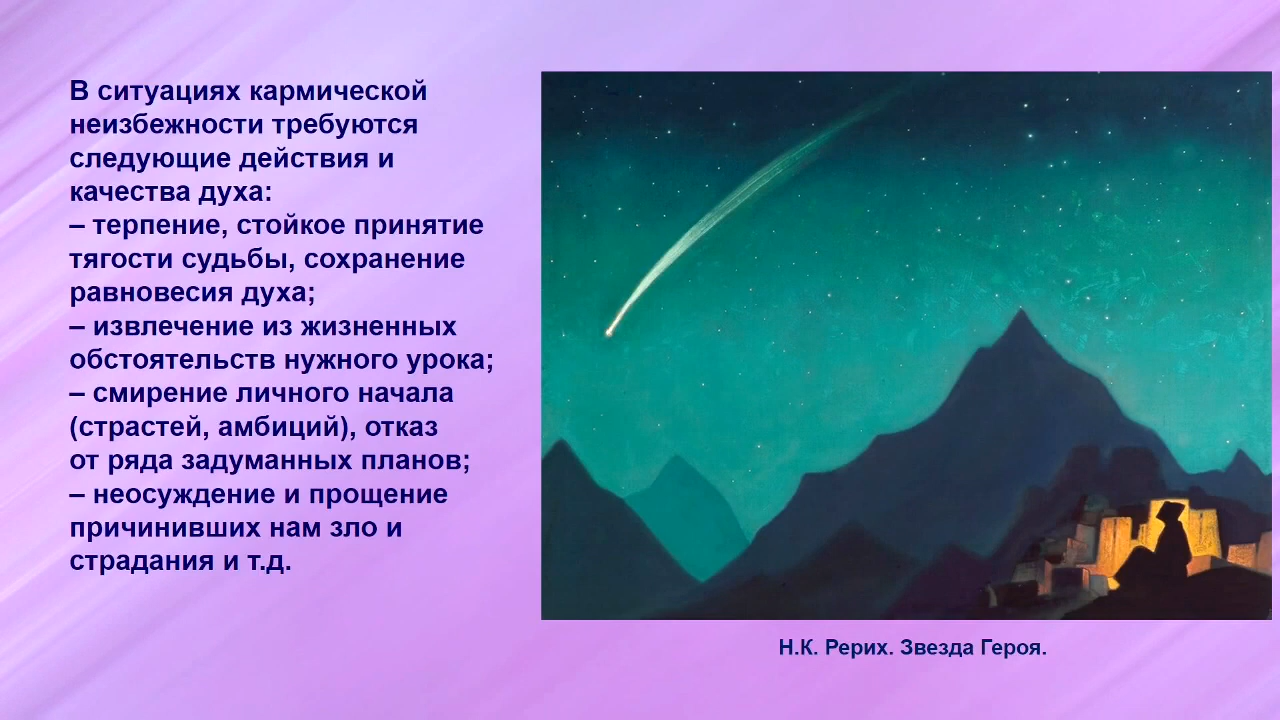 В ситуациях кармической
неизбежности требуются
следующие действия и
качества духа:
– терпение, стойкое принятие
тягости судьбы, сохранение
равновесия духа;
– извлечение из жизненных
обстоятельств нужного урока;
– смирение личного начала
(страстей, амбиций), отказ
от ряда задуманных планов;
– неосуждение и прощение
причинивших нам зло и
страдания и т.д.
Н.К. Рерих. Звезда Героя.